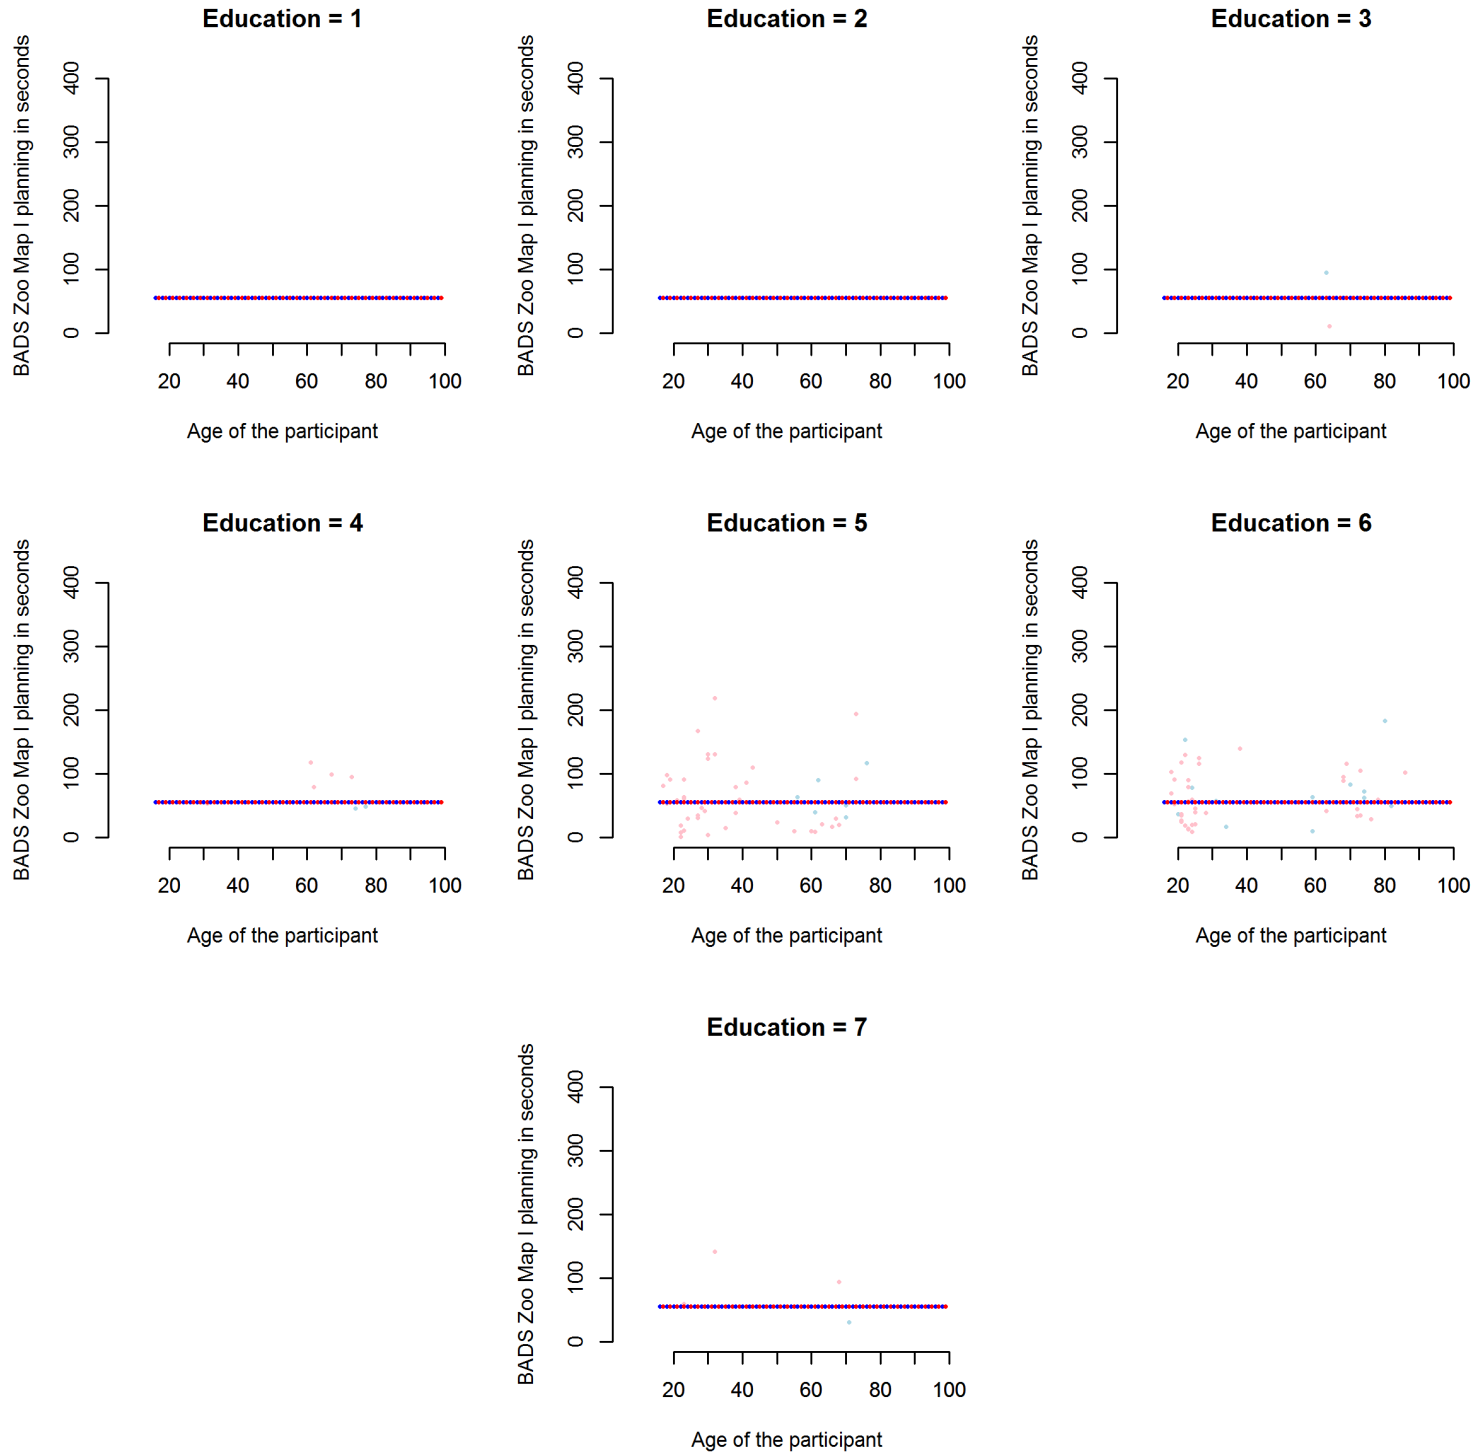 Education = 1
BADS Zoo Map I planning in seconds
0 100 200 300 400
20 40 60 80 100
Age of the participant
Education = 2
BADS Zoo Map I planning in seconds
0 100 200 300 400
20 40 60 80 100
Age of the participant
Education = 3
BADS Zoo Map I planning in seconds
0 100 200 300 400
20 40 60 80 100
Age of the participant
Education = 4
BADS Zoo Map I planning in seconds
0 100 200 300 400
20 40 60 80 100
Age of the participant
Education = 5
BADS Zoo Map I planning in seconds
0 100 200 300 400
20 40 60 80 100
Age of the participant
Education = 6
BADS Zoo Map I planning in seconds
0 100 200 300 400
20 40 60 80 100
Age of the participant
Education = 7
BADS Zoo Map I planning in seconds
0 100 200 300 400
20 40 60 80 100
Age of the participant